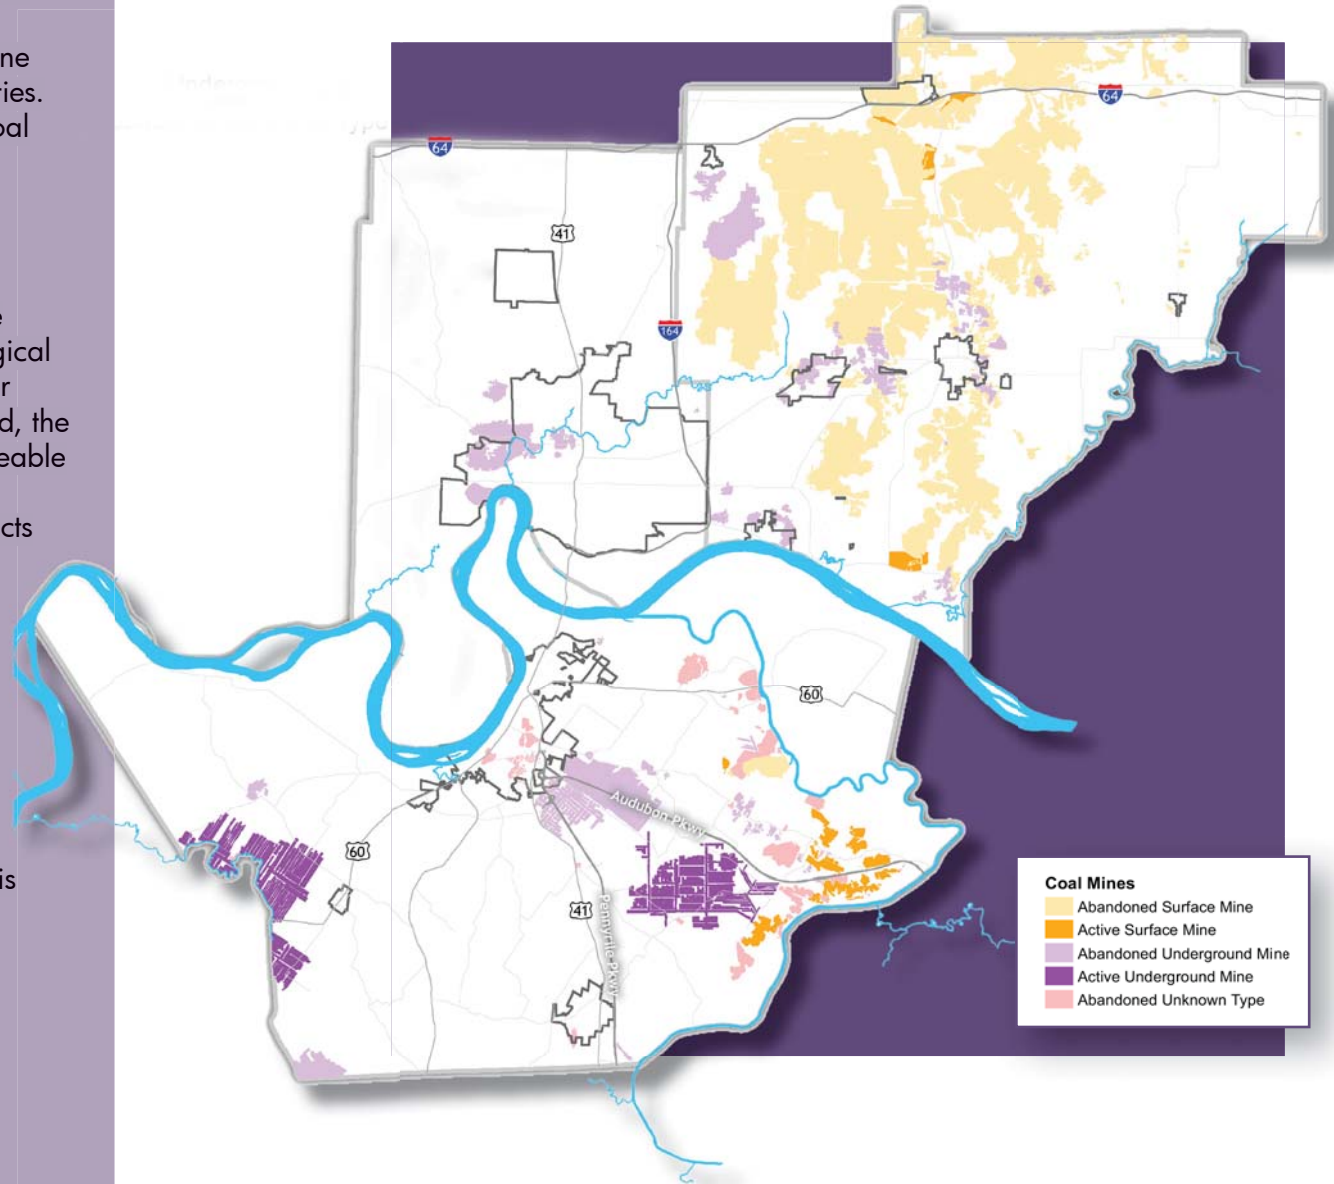 ne
ties.
oal
e
gical
r
d, the
eable
cts
is
64
64
41
164
60
Audubon Pkwy
60
41
Pennyrile Pkwy
Coal Mines
Abandoned Surface Mine
Active Surface Mine
Abandoned Underground Mine
Active Underground Mine
Abandoned Unknown Type